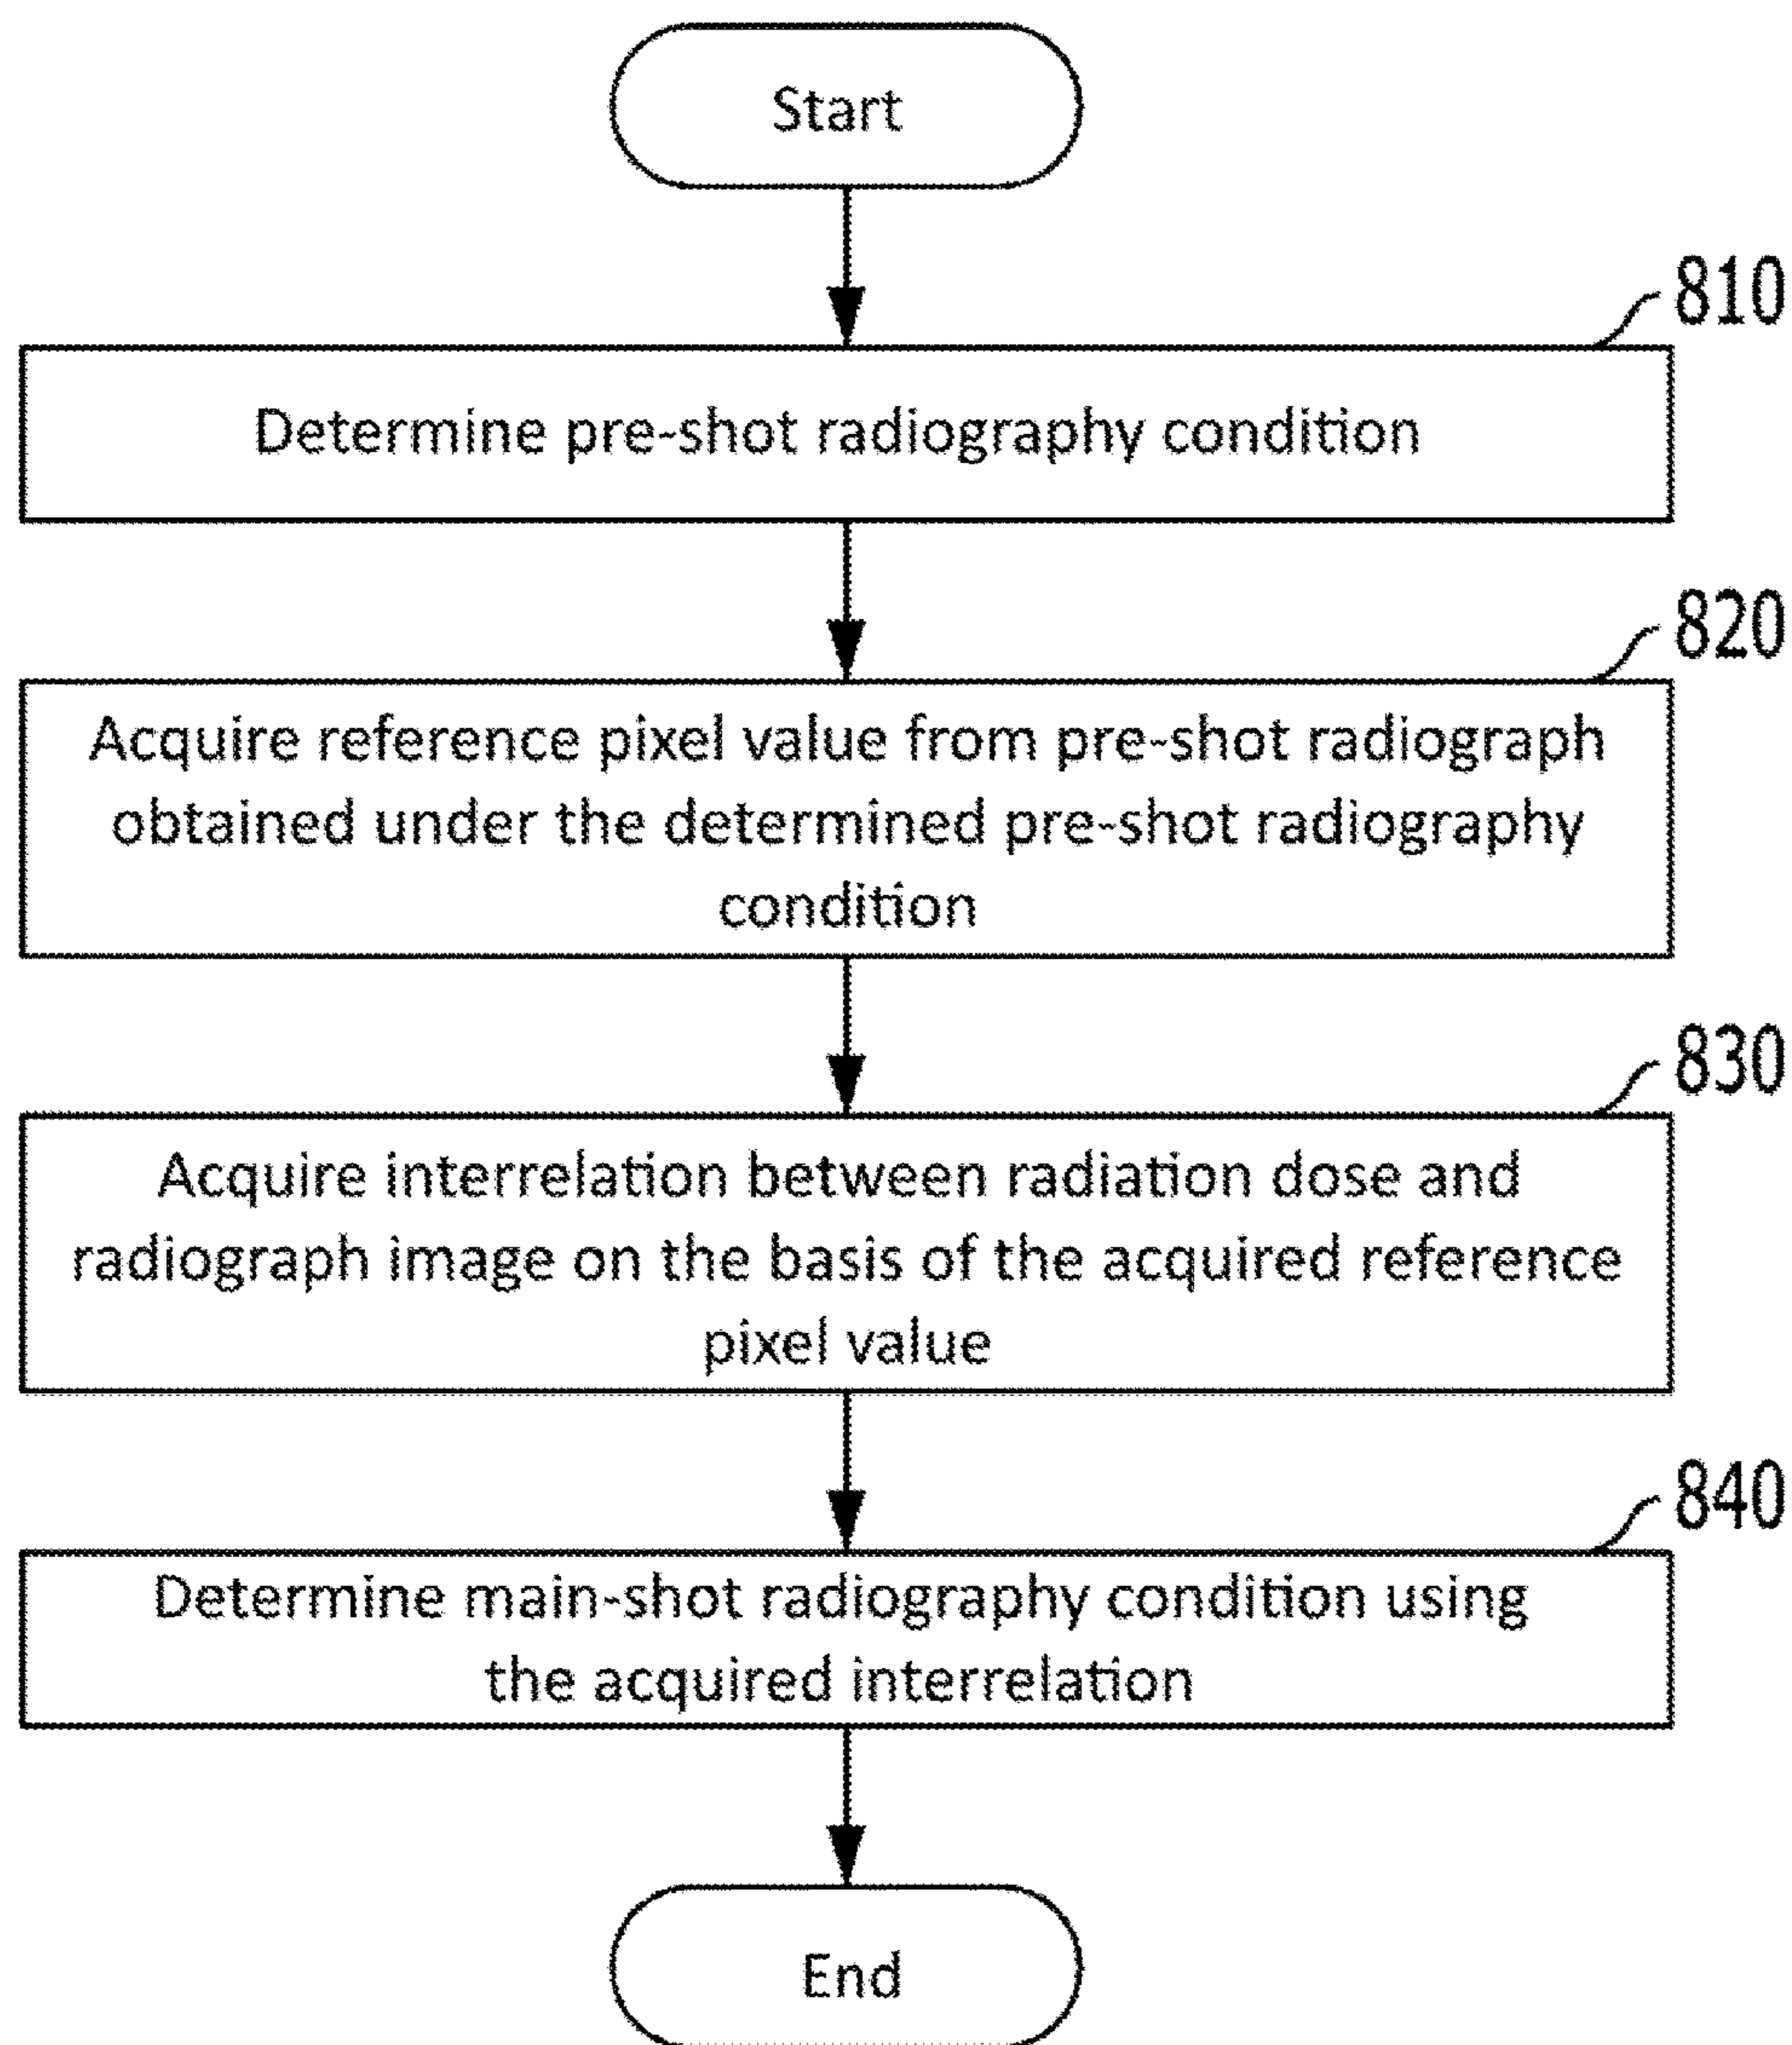 Start
810
Determine pre-shot radiography condition
820
Acquire reference pixel value from pre-shot radiograph
obtained under the determined pre-shot radiography
condition
830
Acquire interrelation between radiation dose and
radiograph image on the basis of the acquired reference
pixel value
840
Determine main-shot radiography condition using
the acquired interrelation
End